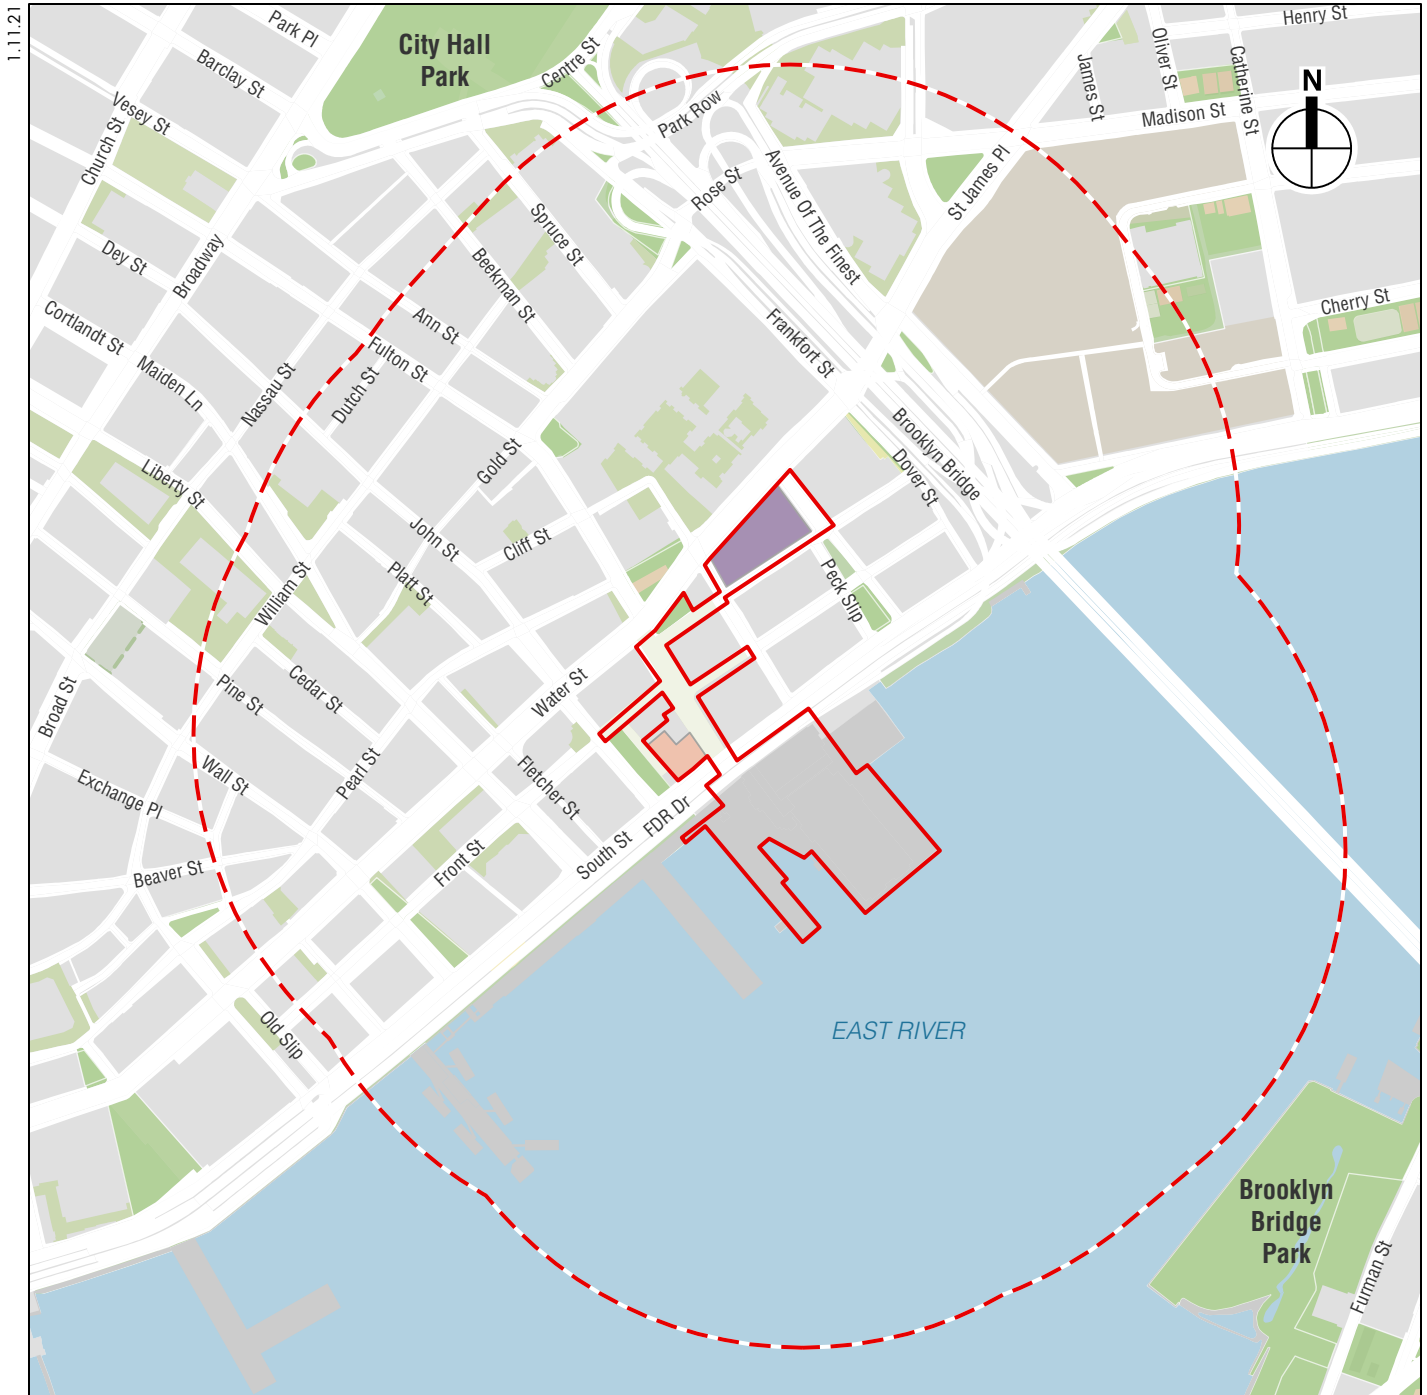 1.11.21
Park Pl
City Hall
Park
Centre St
Henry St
Oliver St
Catherine St
James St
Madison St
N
Barclay St
Vesey St
Church St
Park Row
Rose St
Avenue Of The Finest
St James Pl
Dey St
Broadway
Spruce St
Beekman St
Cortlandt St
Maiden Ln
Ann St
Fulton St
Nassau St
Dutch St
Frankfort St
Cherry St
Liberty St
Gold St
John St
Cliff St
Platt St
Brooklyn Bridge
Dover St
Peck Slip
William St
Broad St
Pine St
Cedar St
Water St
Wall St
Pearl St
Fletcher St
Exchange Pl
Beaver St
Front St
South St
FDR Dr
Old Slip
EAST RIVER
Brooklyn
Bridge
Park
Furman St